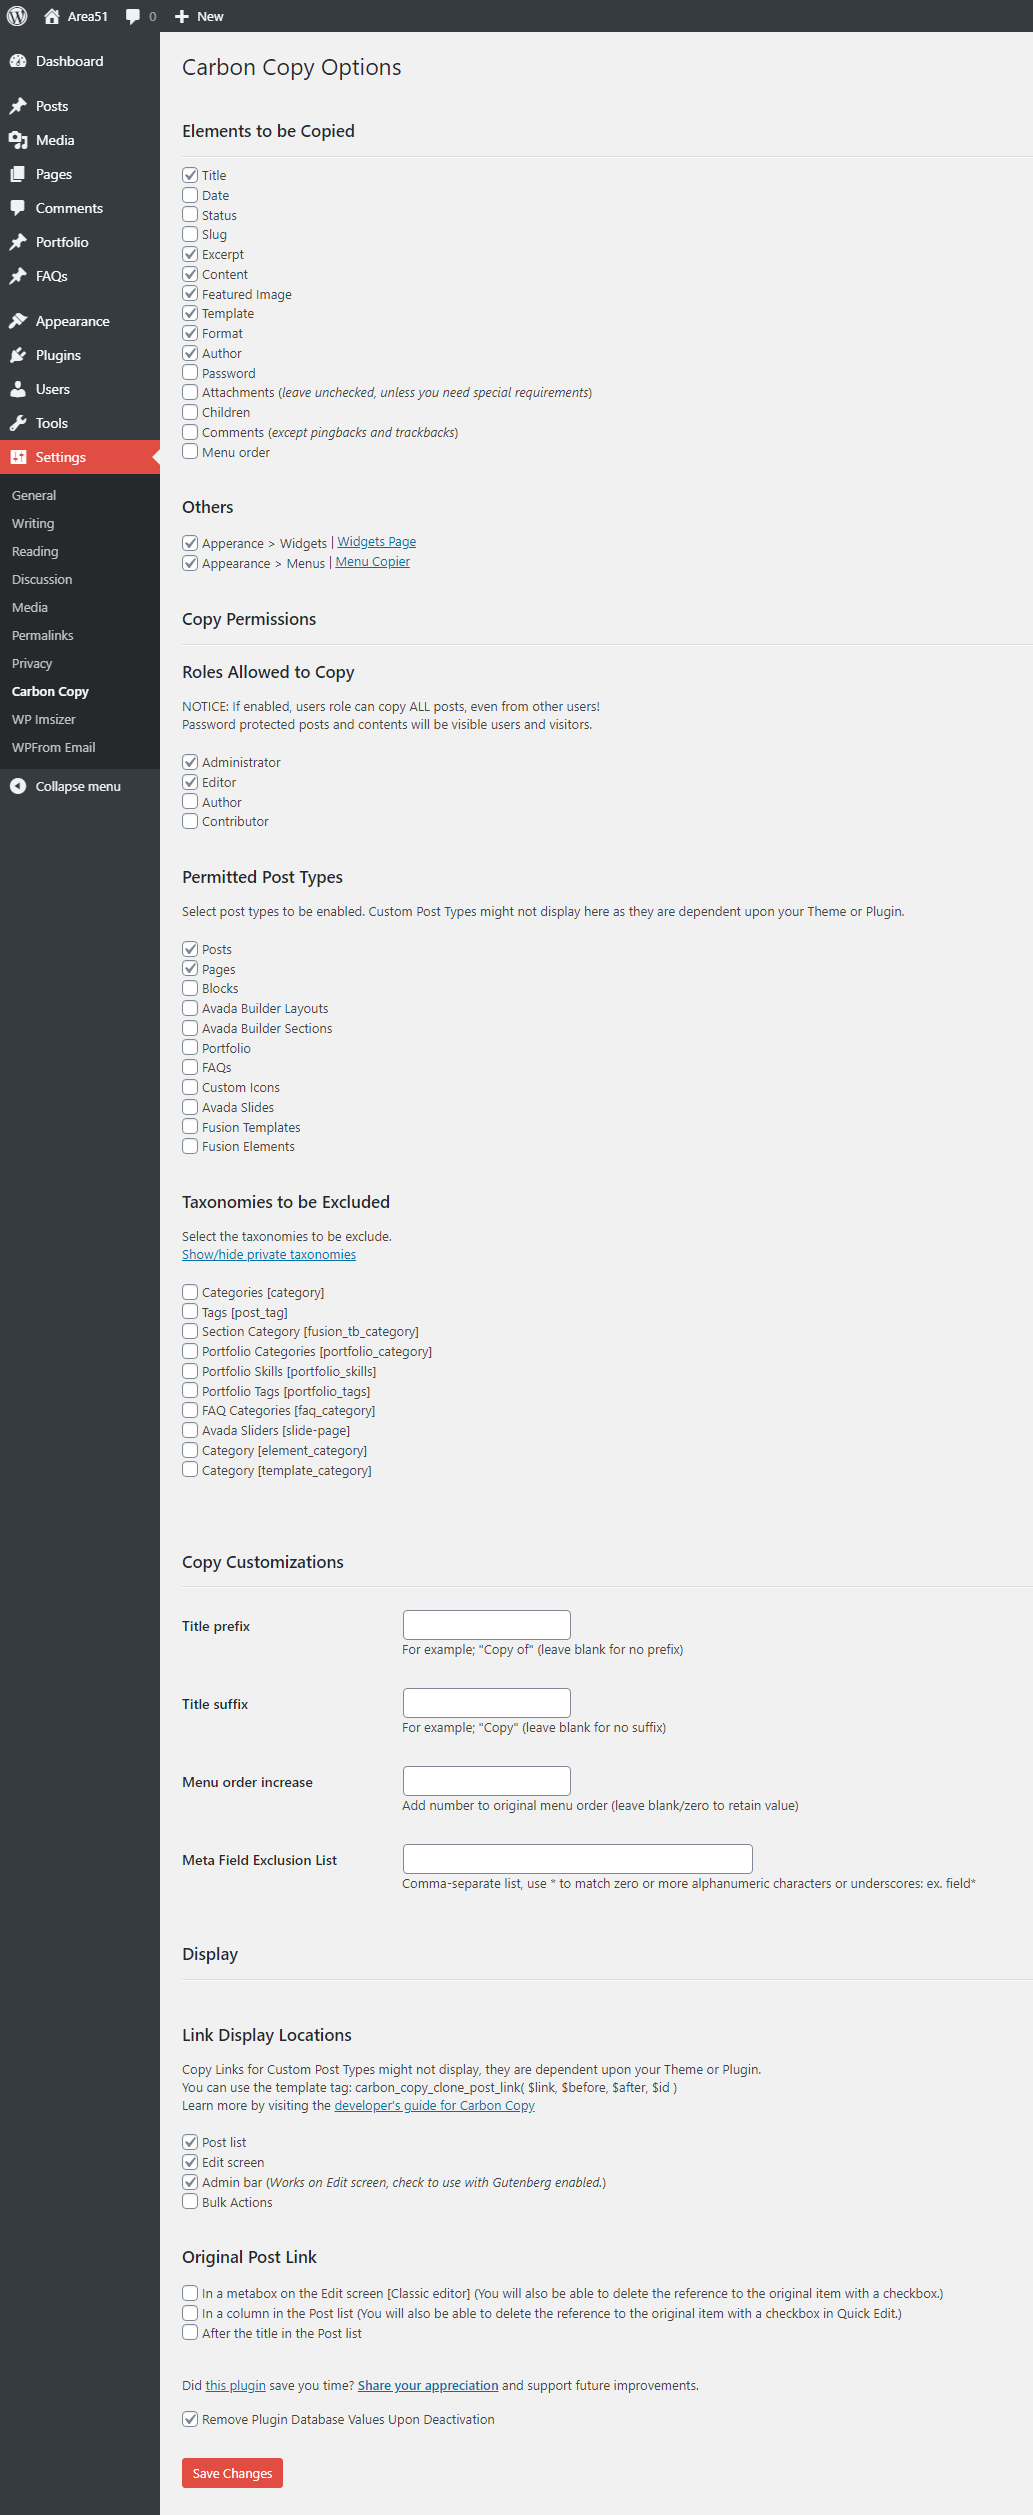 Area51 0 New
Dashboard
Posts
Media
Pages
Comments
Portfolio
FAQs
Appearance
Plugins
Users
Tools
Settings
General
Writing
Reading
Discussion
Media
Permalinks
Privacy
Carbon Copy
WP Imsizer
WPFrom Email
Collapse menu
Carbon Copy Options
Elements to be Copied
Title
Date
Status
Slug
Excerpt
Content
Featured Image
Template
Format
Author
Password
Attachments (leave unchecked, unless you need special requirements)
Children
Comments (except pingbacks and trackbacks)
Menu order
Others
Apperance > Widgets | Widgets Page
Appearance > Menus | Menu Copier
Copy Permissions
Roles Allowed to Copy
NOTICE: If enabled, users role can copy ALL posts, even from other users!
Password protected posts and contents will be visible users and visitors.
Administrator
Editor
Author
Contributor
Permitted Post Types
Select post types to be enabled. Custom Post Types might not display here as they are dependent upon your Theme or Plugin.
Posts
Pages
Blocks
Avada Builder Layouts
Avada Builder Sections
Portfolio
FAQs
Custom Icons
Avada Slides
Fusion Templates
Fusion Elements
Taxonomies to be Excluded
Select the taxonomies to be exclude.
Show/hide private taxonomies
Categories [category]
Tags [post_tag]
Section Category [fusion_tb_category]
Portfolio Categories [portfolio_category]
Portfolio Skills [portfolio_skills]
Portfolio Tags [portfolio_tags]
FAQ Categories [faq_category]
Avada Sliders [slide-page]
Category [element_category]
Category [template_category]
Copy Customizations
Title prefix
For example; "Copy of" (leave blank for no prefix)
Title suffix
For example; "Copy" (leave blank for no suffix)
Menu order increase
Add number to original menu order (leave blank/zero to retain value)
Meta Field Exclusion List
Comma-separate list, use * to match zero or more alphanumeric characters or underscores: ex. field*
Display
Link Display Locations
Copy Links for Custom Post Types might not display, they are dependent upon your Theme or Plugin.
You can use the template tag: carbon_copy_clone_post_link( $link, $before, $after, $id )
Learn more by visiting the developer's guide for Carbon Copy
Post list
Edit screen
Admin bar (Works on Edit screen, check to use with Gutenberg enabled.)
Bulk Actions
Original Post Link
In a metabox on the Edit screen [Classic editor] (You will also be able to delete the reference to the original item with a checkbox.)
In a column in the Post list (You will also be able to delete the reference to the original item with a checkbox in Quick Edit.)
After the title in the Post list
Did this plugin save you time? Share your appreciation and support future improvements.
Remove Plugin Database Values Upon Deactivation
Save Changes